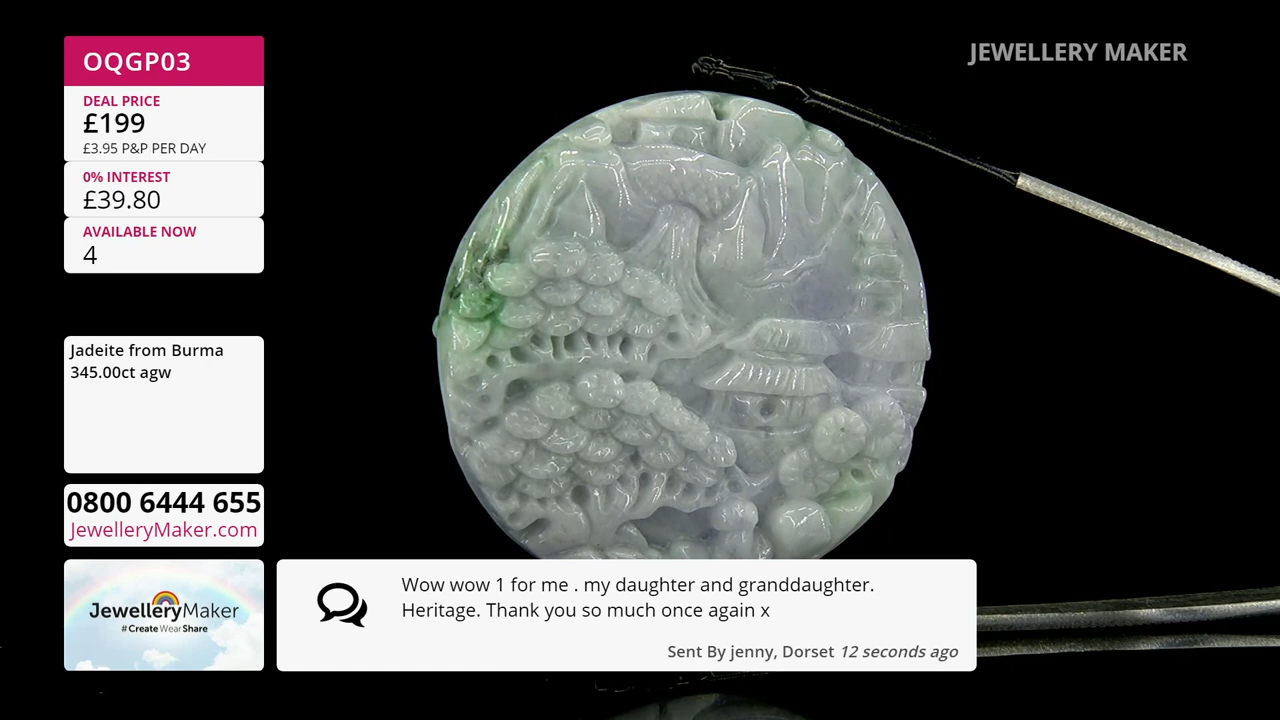 OQGP03
DEAL PRICE
£199
£3.95 P&P PER DAY
0% INTEREST
£39.80
AVAILABLE NOW
4
Jadeite from Burma
345.00ct agw
0800 6444 655
JewelleryMaker.com
JewelleryMaker
#CreateWearShare
JEWELLERY MAKER
Wow wow 1 for me . my daughter and granddaughter.
Heritage. Thank you so much once again x
Sent By jenny, Dorset 12 seconds ago